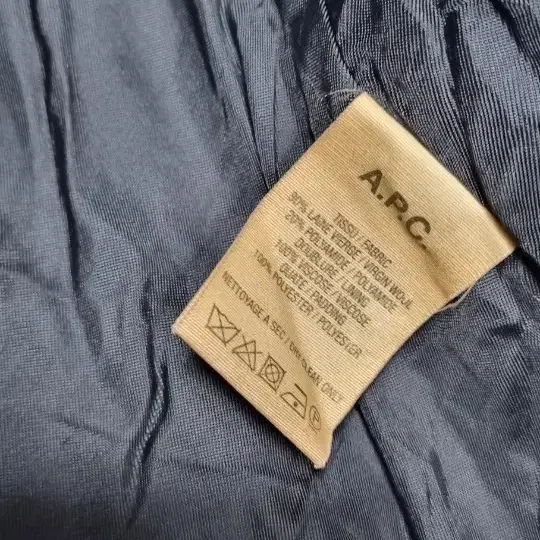 A.P.C.
TISSU / FABRIC
90% LAINE VIERGE / VIRGIN WOOL
20% POLYAMIDE / POLYAMIDE
DOUBLURE / LINING
100% VISCOSE / VISCOSE
OUATE / PADDING
100% POLYESTER / POLYESTER
NETTOYAGE A SEC / DRY CLEAN ONLY
P